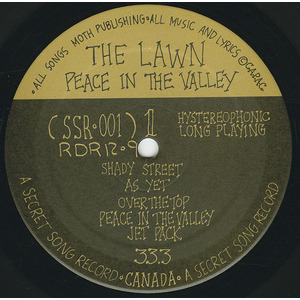 ALL SONGS MOTH PUBLISHING • ALL MUSIC AND LYRICS © GARAC
THE LAWN
PEACE IN THE VALLEY
(SSR•001) 1
RDR12•9
HYSTEREOPHONIC
LONG PLAYING
SHADY STREET
AS YET
OVER THE TOP
PEACE IN THE VALLEY
JET PACK
33.3
A SECRET SONG RECORD • CANADA • A SECRET SONG RECORD